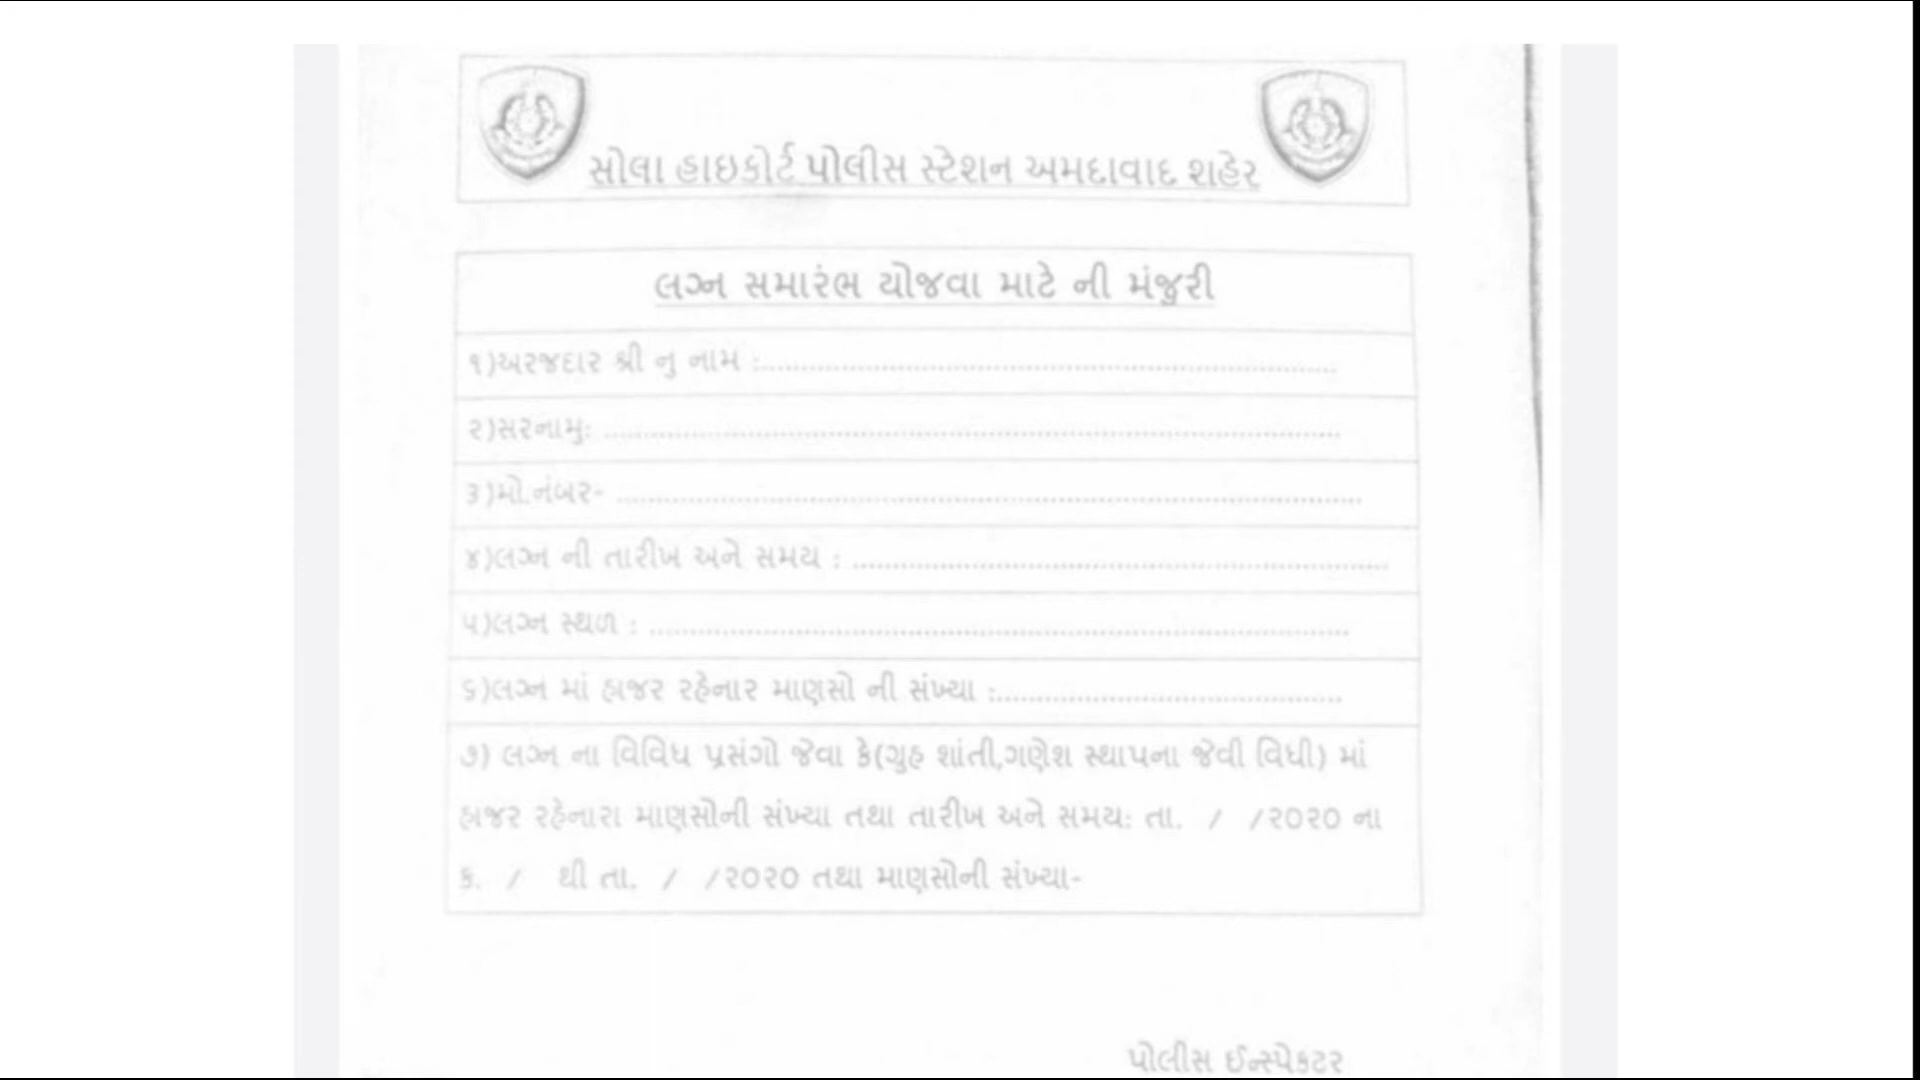 સોલા હાઇકોર્ટ પોલીસ સ્ટેશન અમદાવાદ શહેર
લગ્ન સમારંભ યોજવા માટે ની મંજુરી
૧)અરજદાર શ્રી નુ નામ :........................................................................
૨)સરનામુ: ............................................................................................
૩)મો.નંબર- .............................................................................................
૪)લગ્ન ની તારીખ અને સમય : ...................................................................
૫)લગ્ન સ્થળ : ........................................................................................
૬)લગ્ન માં હાજર રહેનાર માણસો ની સંખ્યા :...........................................
૭) લગ્ન ના વિવિધ પ્રસંગો જેવા કે(ગ્રુહ શાંતી,ગણેશ સ્થાપના જેવી વિધી) માં
હાજર રહેનારા માણસોની સંખ્યા તથા તારીખ અને સમય: તા. / /૨૦૨૦ ના
ક. / થી તા. / /૨૦૨૦ તથા માણસોની સંખ્યા-
પોલીસ ઈન્સ્પેકટર